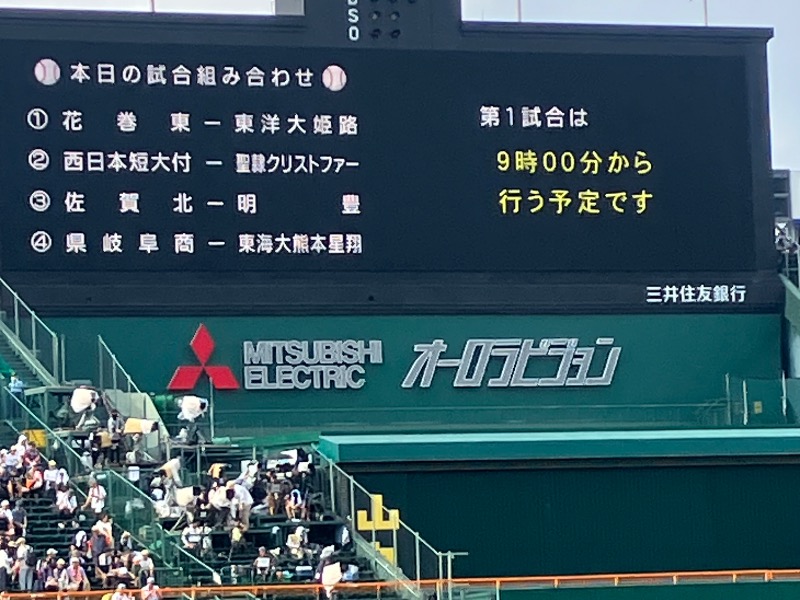 BSO
本日の試合組み合わせ
① 花巻東 － 東洋大姫路
② 西日本短大付 － 聖隷クリストファー
③ 佐賀北 － 明豊
④ 県岐阜商 － 東海大熊本星翔
第1試合は
9時00分から
行う予定です
三井住友銀行
MITSUBISHI
ELECTRIC
オーロラビジョン